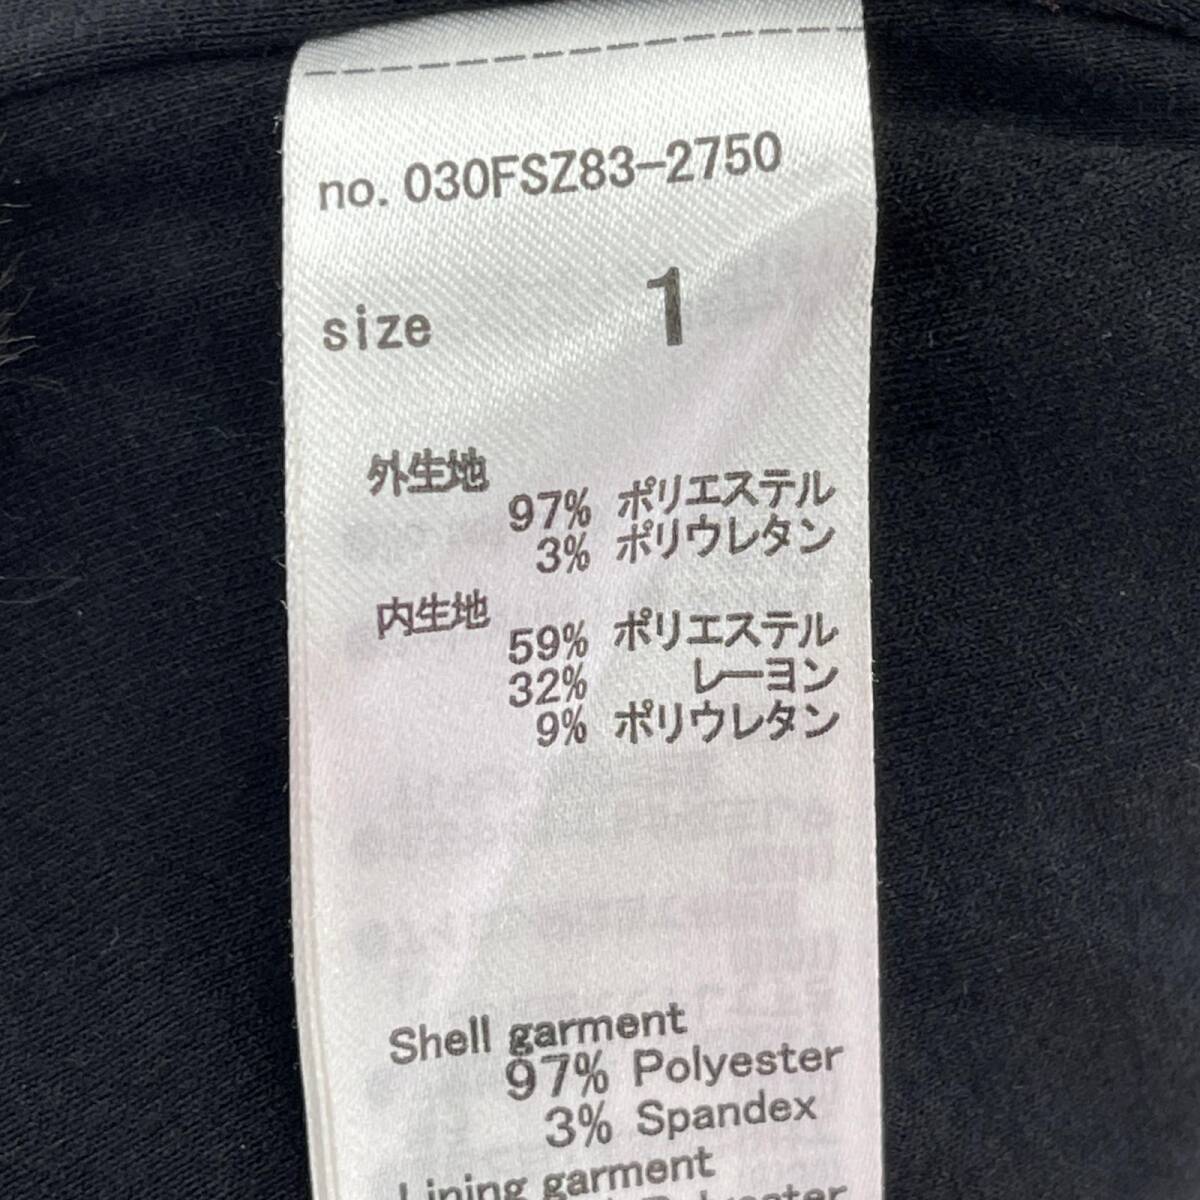 no. 030FSZ83-2750
size 1
外生地
97% ポリエステル
3% ポリウレタン
内生地
59% ポリエステル
32% レーヨン
9% ポリウレタン
Shell garment
97% Polyester
3% Spandex
Lining garment
Polyester